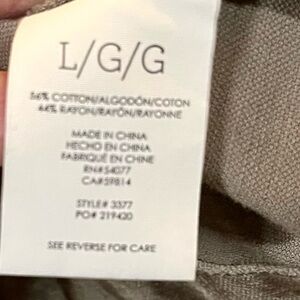 L/G/G
56% COTTON/ALGODÓN/COTON
44% RAYON/RAYÓN/RAYONNE
MADE IN CHINA
HECHO EN CHINA
FABRIQUÉ EN CHINE
RN#54077
CA#59814
STYLE# 3377
PO# 219420
SEE REVERSE FOR CARE